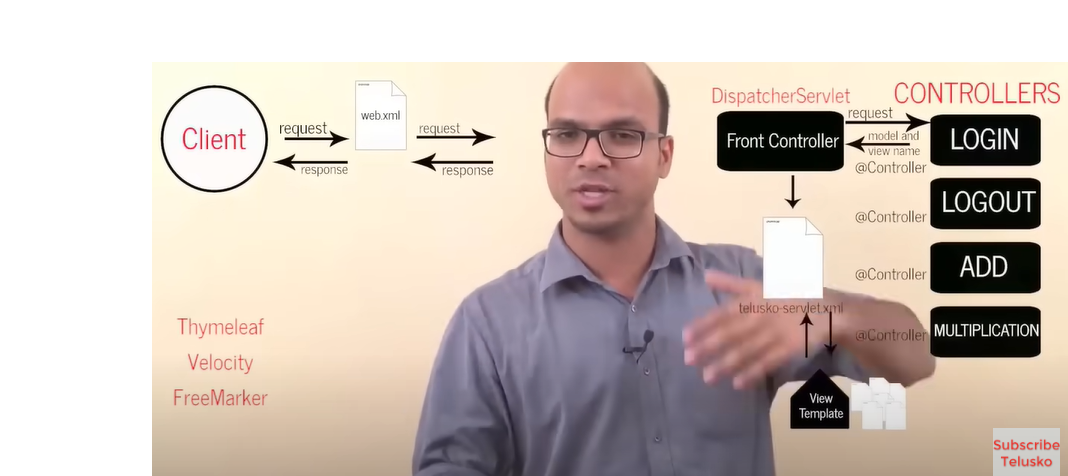 Client
request
response
web.xml
request
response
DispatcherServlet
Front Controller
CONTROLLERS
request
model and
view name
@Controller
LOGIN
@Controller
LOGOUT
@Controller
ADD
@Controller
MULTIPLICATION
telusko-servlet.xml
View
Template
Thymeleaf
Velocity
FreeMarker
Subscribe
Telusko